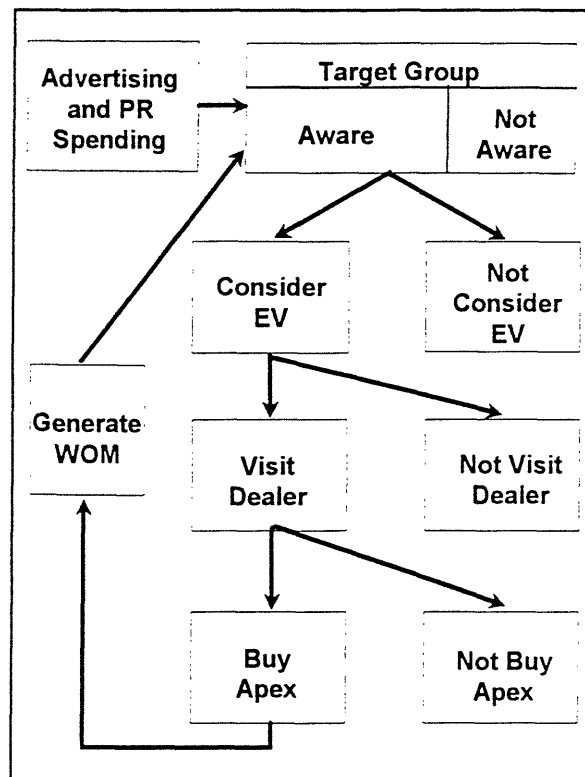 Advertising
and PR
Spending
Target Group
Aware
Not
Aware
Consider
EV
Not
Consider
EV
Generate
WOM
Visit
Dealer
Not Visit
Dealer
Buy
Apex
Not Buy
Apex